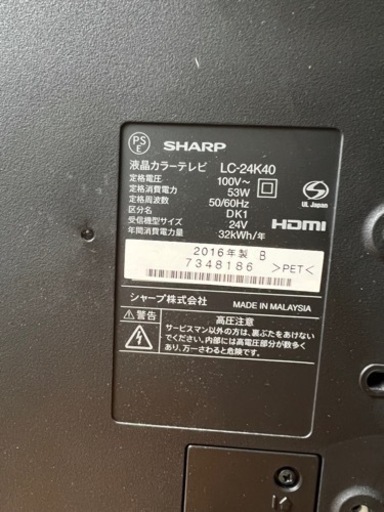 PS E SHARP
液晶カラーテレビ LC-24K40
定格電圧 100V~
定格消費電力 53W
定格周波数 50/60Hz
区分名 DK1
受信機型サイズ 24V
年間消費電力量 32kWh/年
S UL Japan
HDMI
2016年製 B
7348186 >PET<
シャープ株式会社 MADE IN MALAYSIA
⚠警告 高圧注意
サービスマン以外の方は、裏ぶたをあけない
でください。内部には高電圧部分が数多く
あり、万一さわると危険です。